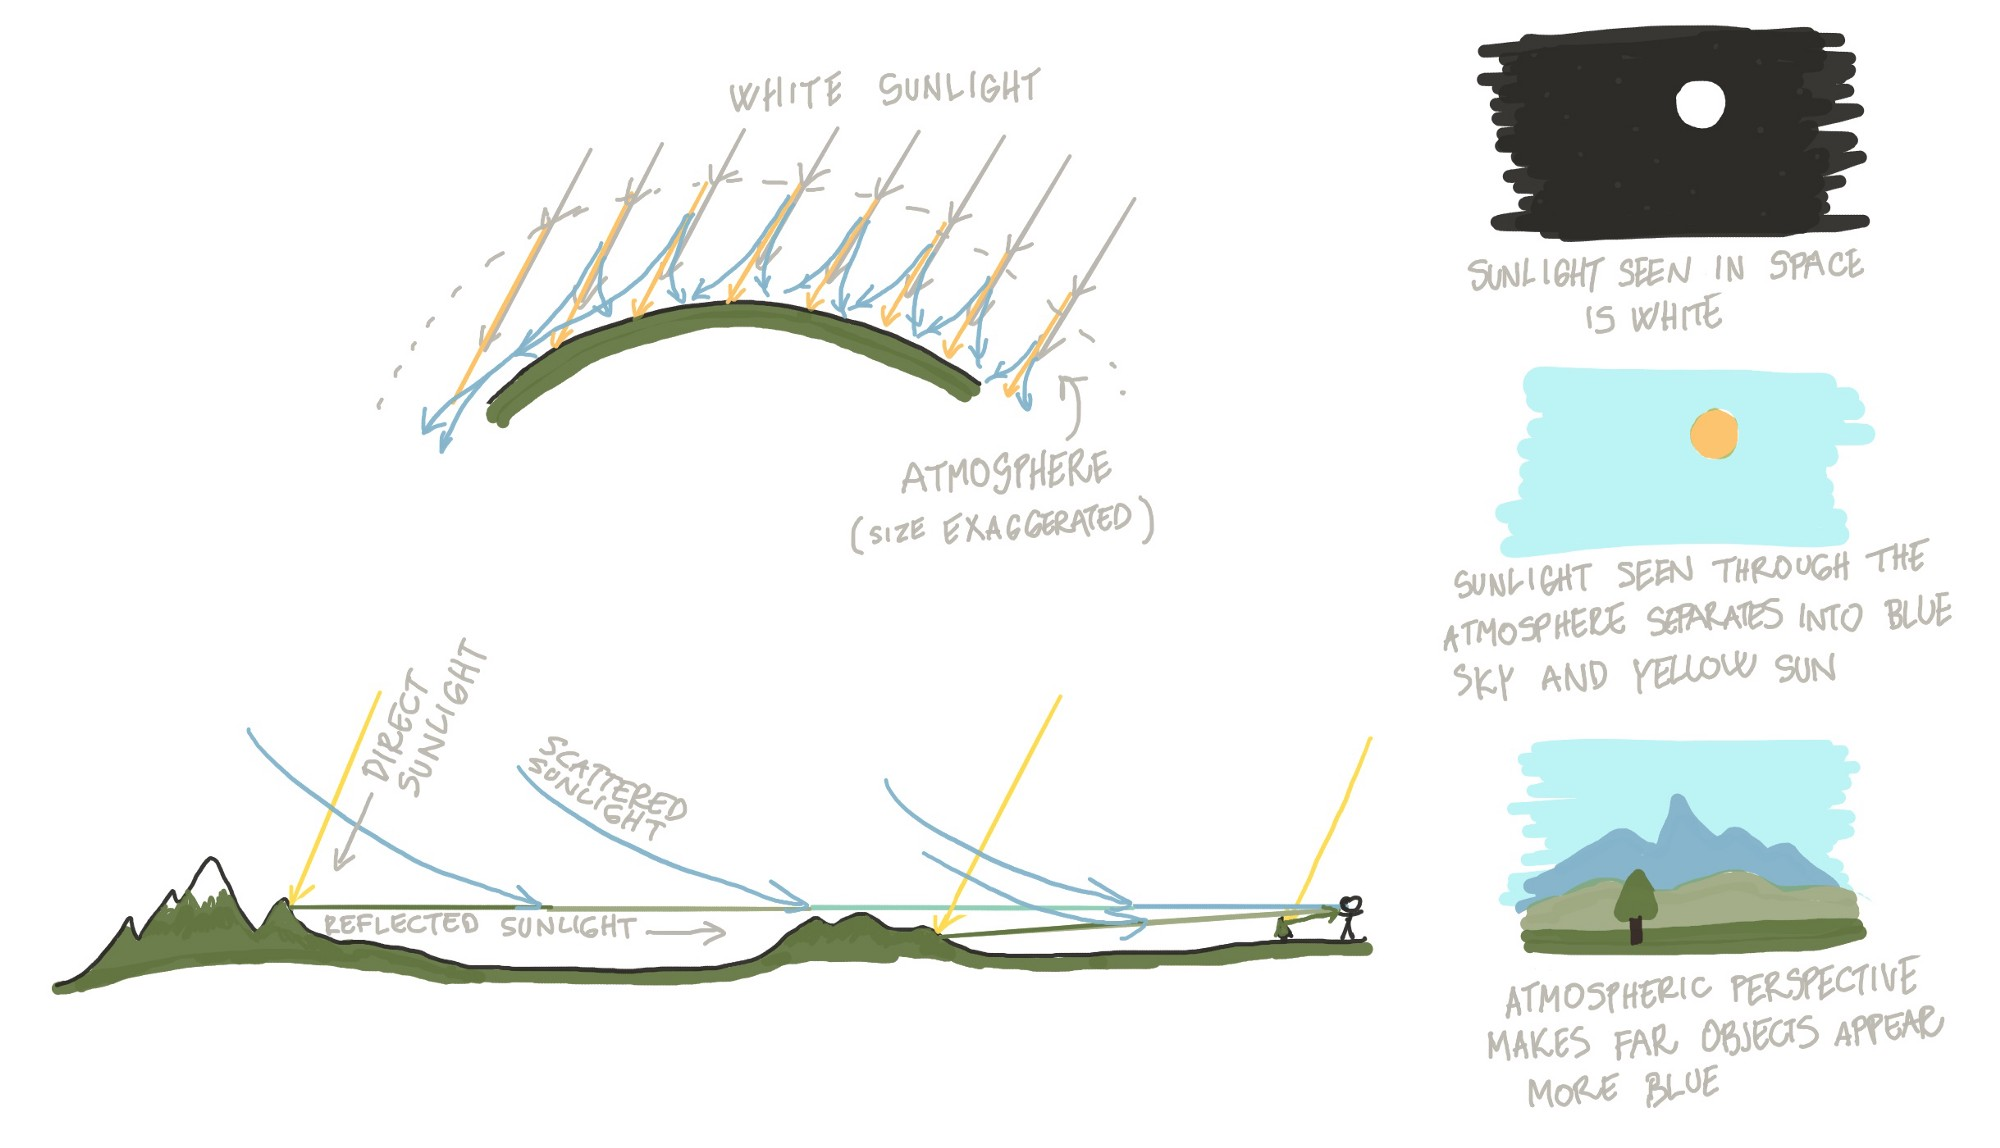 WHITE SUNLIGHT
ATMOSPHERE
(SIZE EXAGGERATED)
SUNLIGHT SEEN IN SPACE
IS WHITE
SUNLIGHT SEEN THROUGH THE
ATMOSPHERE SEPARATES INTO BLUE
SKY AND YELLOW SUN
DIRECT
SUNLIGHT
SCATTERED
SUNLIGHT
REFLECTED SUNLIGHT
ATMOSPHERIC PERSPECTIVE
MAKES FAR OBJECTS APPEAR
MORE BLUE